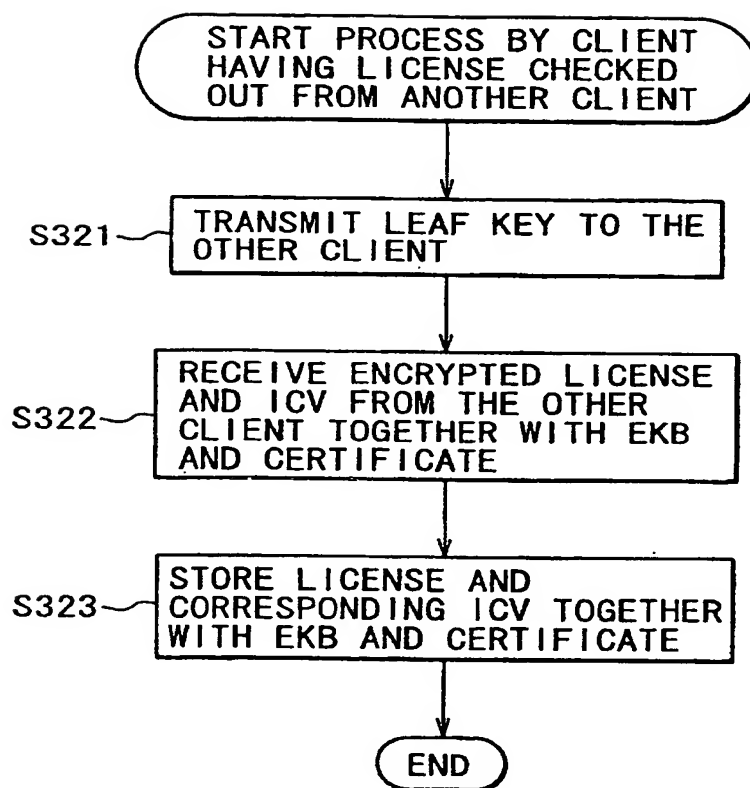 START PROCESS BY CLIENT
HAVING LICENSE CHECKED
OUT FROM ANOTHER CLIENT
S321
TRANSMIT LEAF KEY TO THE
OTHER CLIENT
S322
RECEIVE ENCRYPTED LICENSE
AND ICV FROM THE OTHER
CLIENT TOGETHER WITH EKB
AND CERTIFICATE
S323
STORE LICENSE AND
CORRESPONDING ICV TOGETHER
WITH EKB AND CERTIFICATE
END